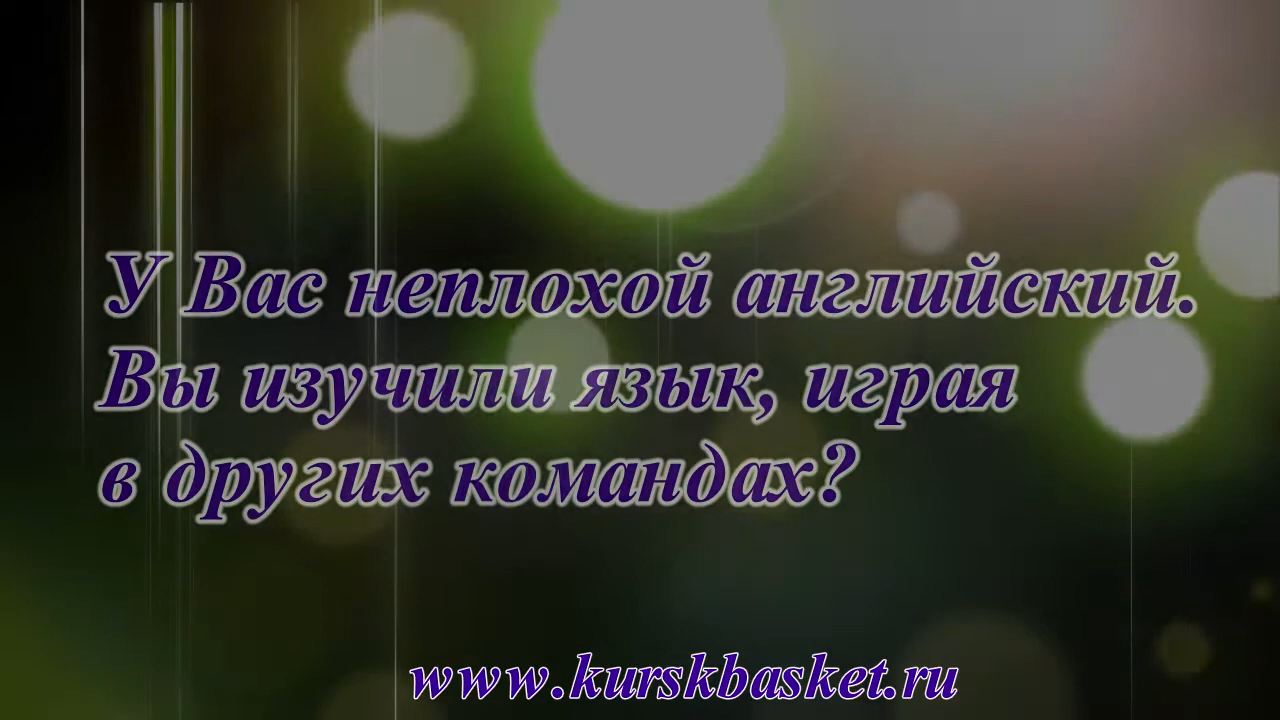 У Вас неплохой английский.
Вы изучили язык, играя
в других командах?
www.kurskbasket.ru